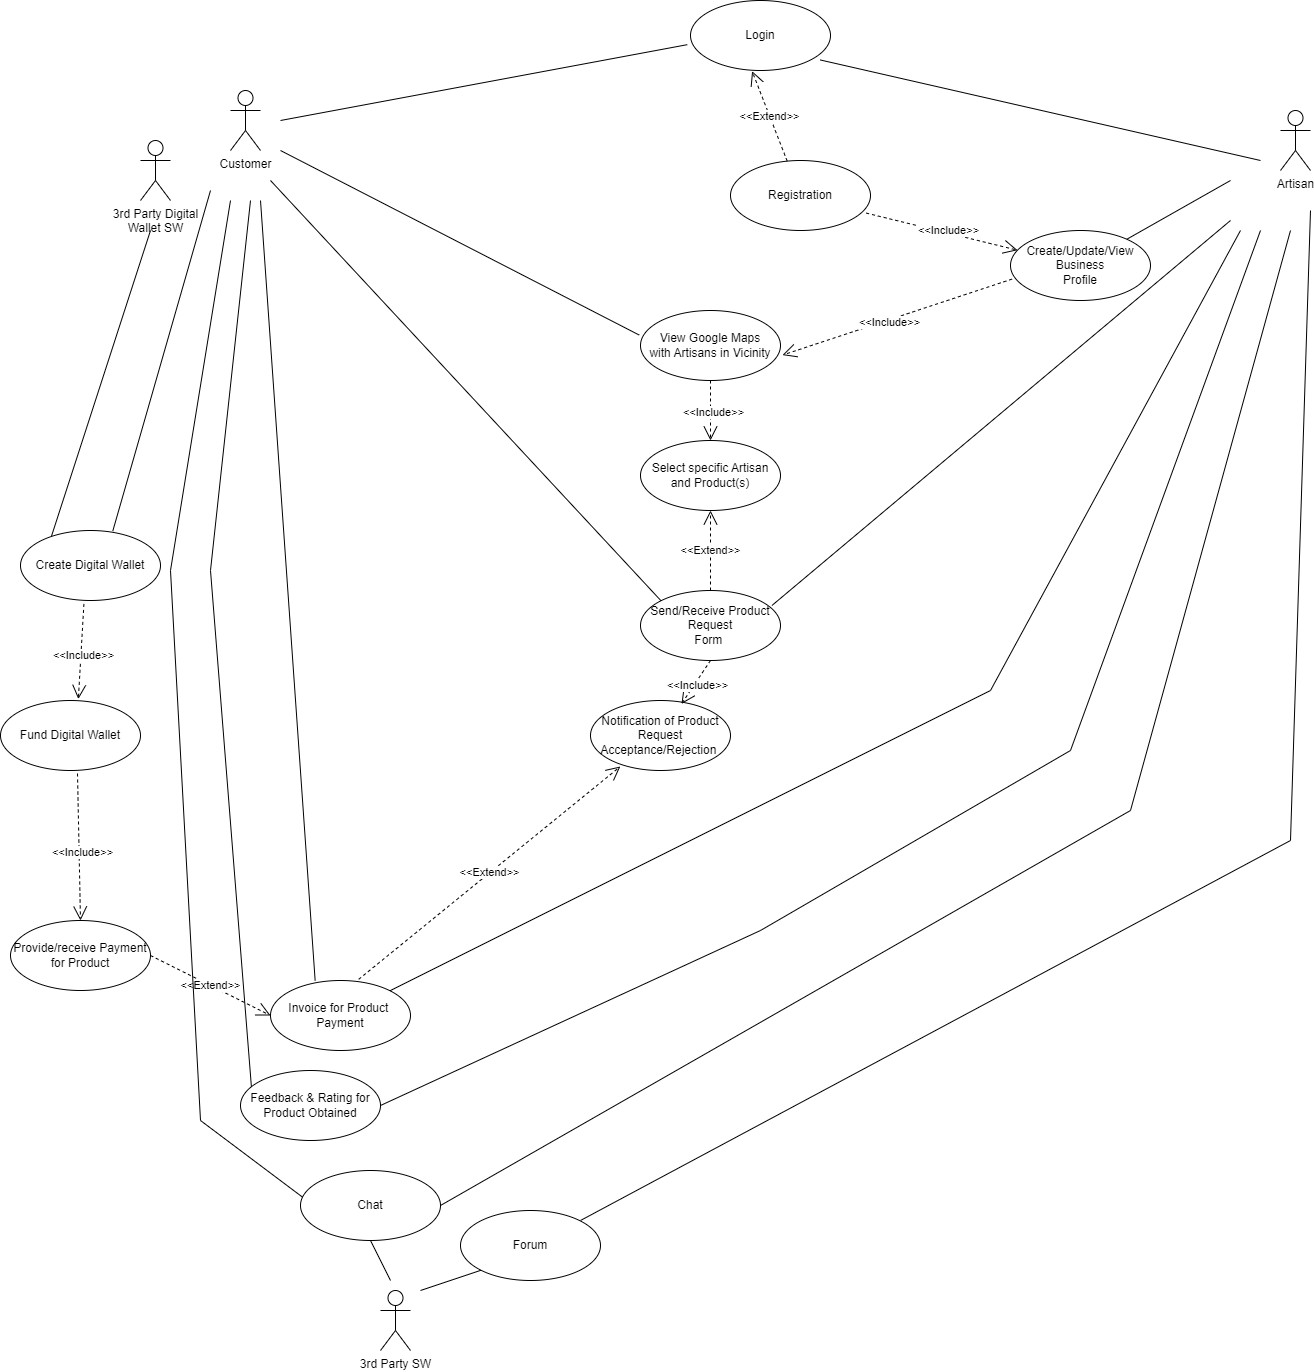 Login
<<Extend>>
Customer
Artisan
Registration
3rd Party Digital
Wallet SW
<<Include>>
Create/Update/View
Business
Profile
<<Include>>
View Google Maps
with Artisans in Vicinity
<<Include>>
Select specific Artisan
and Product(s)
<<Extend>>
Create Digital Wallet
Send/Receive Product
Request
Form
<<Include>>
<<Include>>
Fund Digital Wallet
Notification of Product
Request
Acceptance/Rejection
<<Include>>
<<Extend>>
Provide/receive Payment
for Product
<<Extend>>
Invoice for Product
Payment
Feedback & Rating for
Product Obtained
Chat
Forum
3rd Party SW